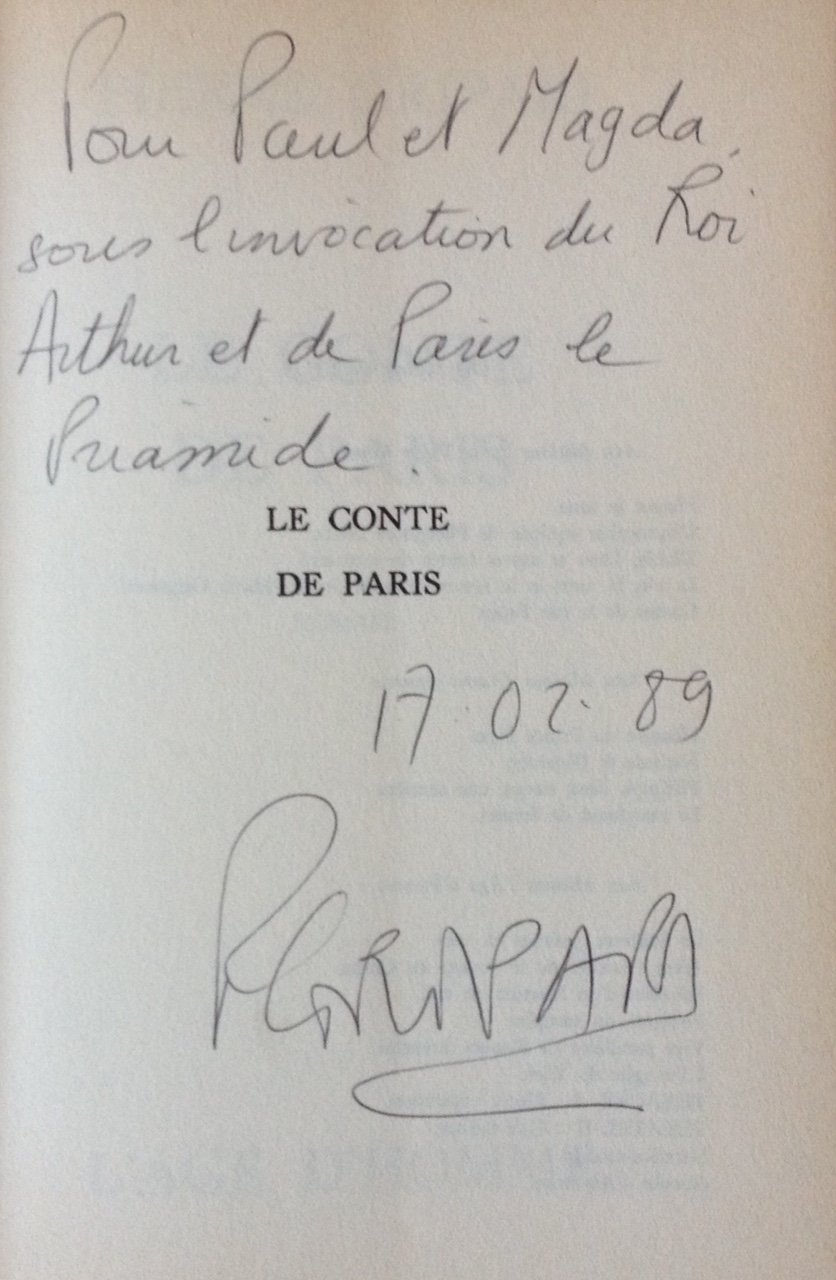 Pour Paul et Magda,
sous l'invocation du Roi
Arthur et de Paris le
Priamide.
LE CONTE
DE PARIS
17.02.89
P GRIPARI